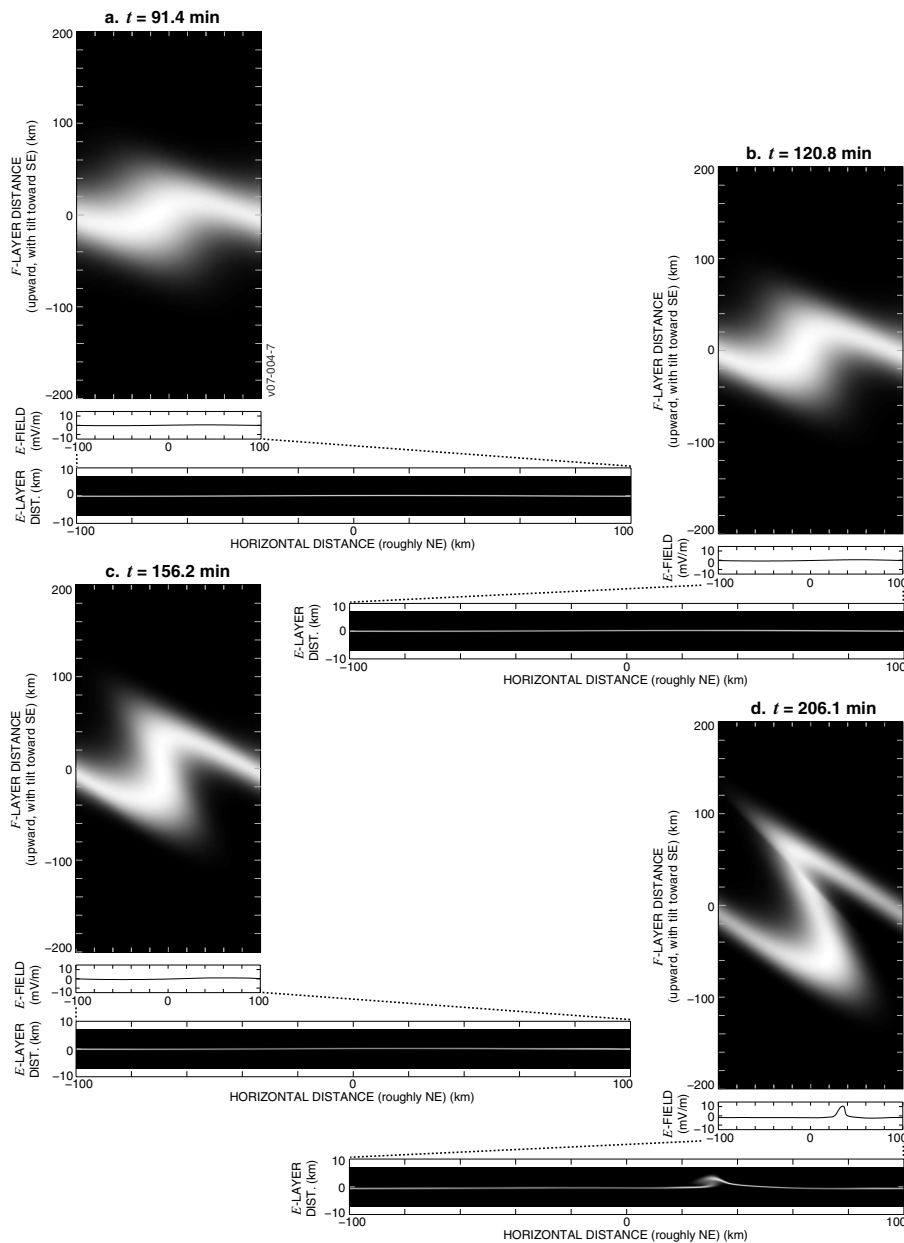 a. t = 91.4 min
200
100
0
−100
−200
F-LAYER DISTANCE
(upward, with tilt toward SE) (km)
v07-004-7
10
0
−10
E-FIELD
(mV/m)
−100
0
100
10
0
−10
E-LAYER
DIST. (km)
−100
0
100
HORIZONTAL DISTANCE (roughly NE) (km)
b. t = 120.8 min
200
100
0
−100
−200
F-LAYER DISTANCE
(upward, with tilt toward SE) (km)
10
0
−10
E-FIELD
(mV/m)
−100
0
100
10
0
−10
E-LAYER
DIST. (km)
−100
0
100
HORIZONTAL DISTANCE (roughly NE) (km)
c. t = 156.2 min
200
100
0
−100
−200
F-LAYER DISTANCE
(upward, with tilt toward SE) (km)
10
0
−10
E-FIELD
(mV/m)
−100
0
100
10
0
−10
E-LAYER
DIST. (km)
−100
0
100
HORIZONTAL DISTANCE (roughly NE) (km)
d. t = 206.1 min
200
100
0
−100
−200
F-LAYER DISTANCE
(upward, with tilt toward SE) (km)
10
0
−10
E-FIELD
(mV/m)
−100
0
100
10
0
−10
E-LAYER
DIST. (km)
−100
0
100
HORIZONTAL DISTANCE (roughly NE) (km)